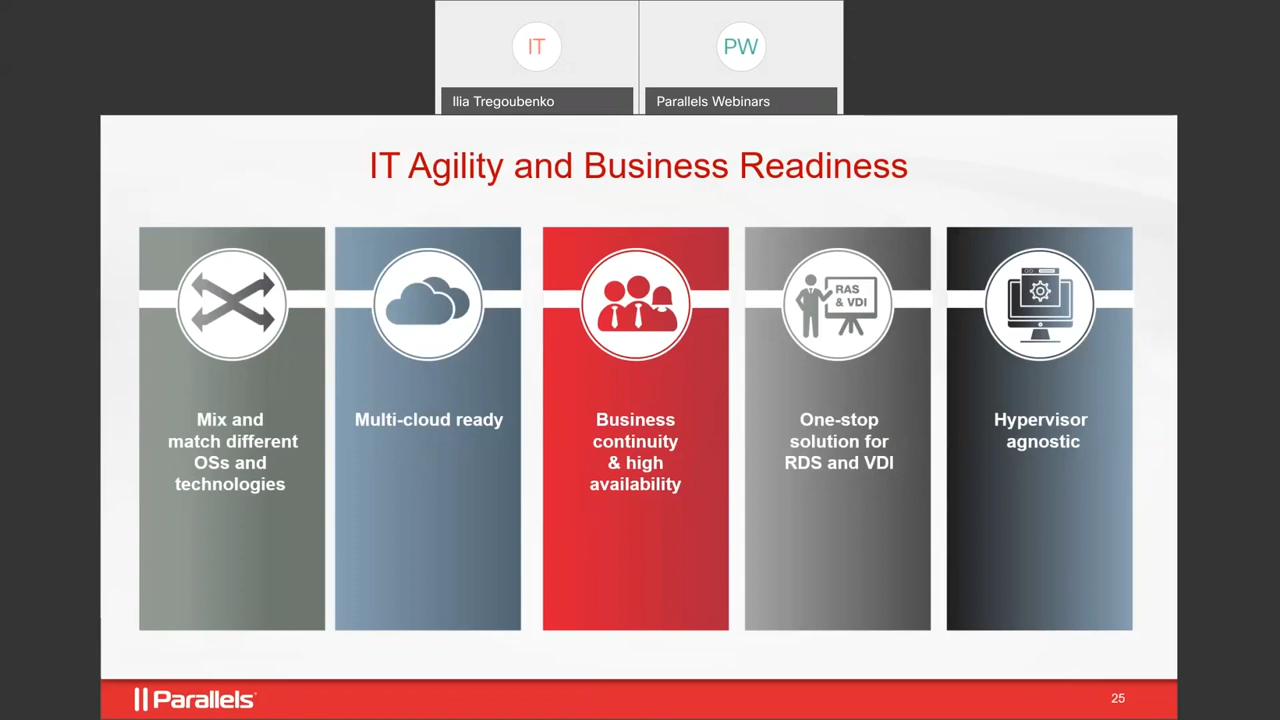 IT
PW
Ilia Tregoubenko
Parallels Webinars
IT Agility and Business Readiness
RAS
& VDI
Mix and
match different
OSs and
technologies
Multi-cloud ready
Business
continuity
& high
availability
One-stop
solution for
RDS and VDI
Hypervisor
agnostic
Parallels®
25